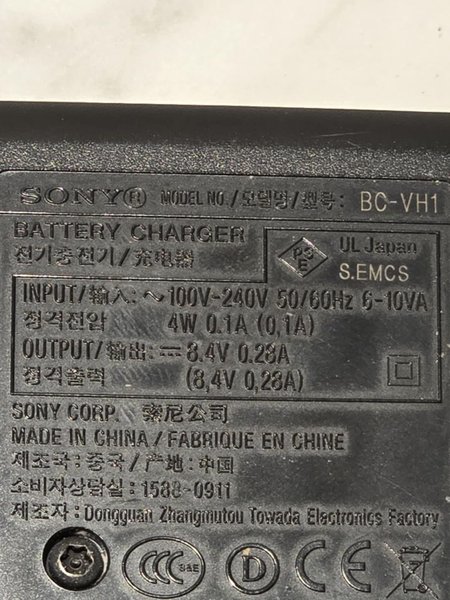 SONY® MODEL NO./모델명/型号: BC-VH1
BATTERY CHARGER
전기충전기/充电器
PSE
UL Japan
S.EMCS
INPUT/输入: ~100V-240V 50/60Hz 6-10VA
정격전압 4W 0.1A (0,1A)
OUTPUT/输出: ⎓ 8.4V 0.28A
정격출력 (8,4V 0,28A)
SONY CORP. 索尼公司
MADE IN CHINA / FABRIQUE EN CHINE
제조국:중국/产地:中国
소비자상담실:1588-0911
제조자: Dongguan Zhangmutou Towada Electronics Factory
CCC S&E D CE